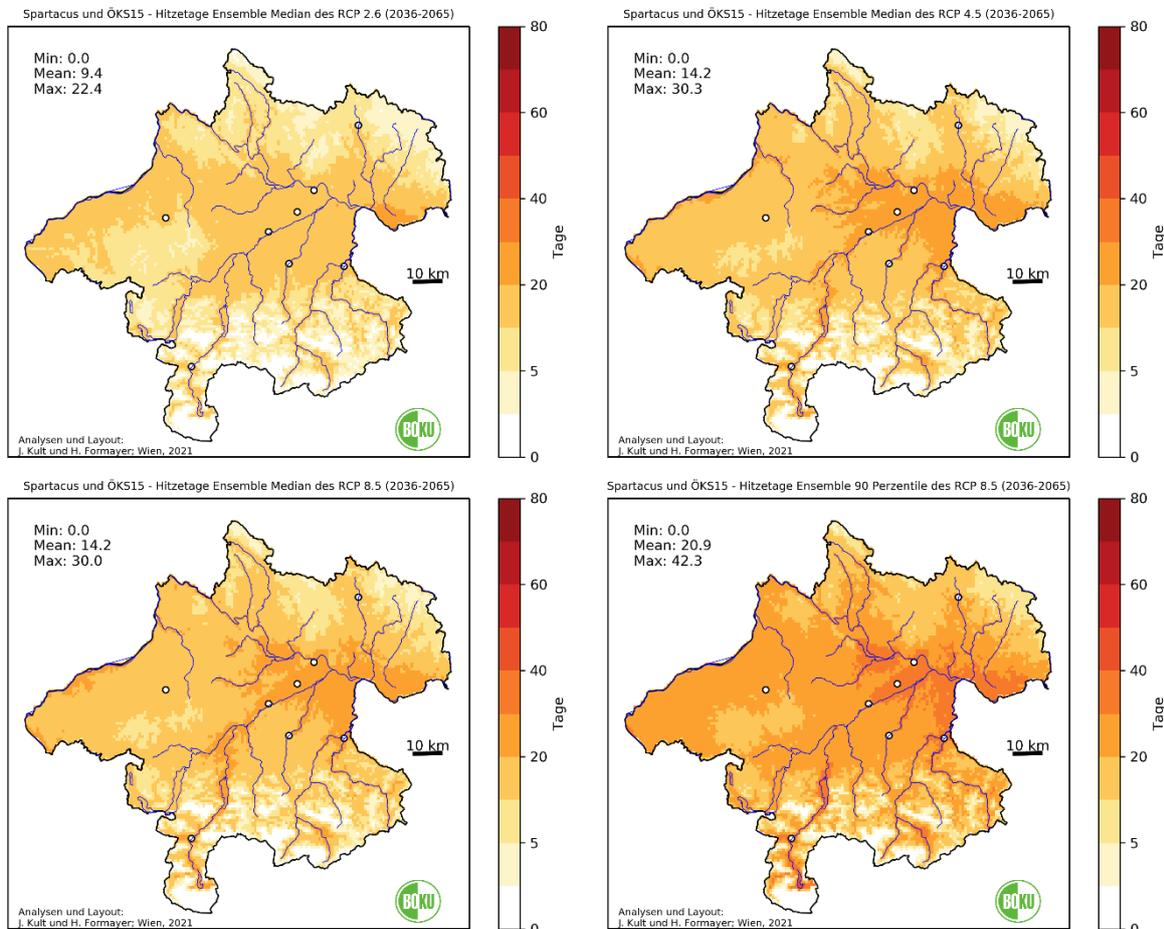 Spartacus und ÖKS15 - Hitzetage Ensemble Median des RCP 2.6 (2036-2065)
Min: 0.0
Mean: 9.4
Max: 22.4
10 km
BOKU
Analysen und Layout:
J. Kult und H. Formayer; Wien, 2021
80
60
40
20
5
0
Tage
Spartacus und ÖKS15 - Hitzetage Ensemble Median des RCP 4.5 (2036-2065)
Min: 0.0
Mean: 14.2
Max: 30.3
10 km
BOKU
Analysen und Layout:
J. Kult und H. Formayer; Wien, 2021
80
60
40
20
5
0
Tage
Spartacus und ÖKS15 - Hitzetage Ensemble Median des RCP 8.5 (2036-2065)
Min: 0.0
Mean: 14.2
Max: 30.0
10 km
BOKU
Analysen und Layout:
J. Kult und H. Formayer; Wien, 2021
80
60
40
20
5
0
Tage
Spartacus und ÖKS15 - Hitzetage Ensemble 90 Perzentile des RCP 8.5 (2036-2065)
Min: 0.0
Mean: 20.9
Max: 42.3
10 km
BOKU
Analysen und Layout:
J. Kult und H. Formayer; Wien, 2021
80
60
40
20
5
0
Tage